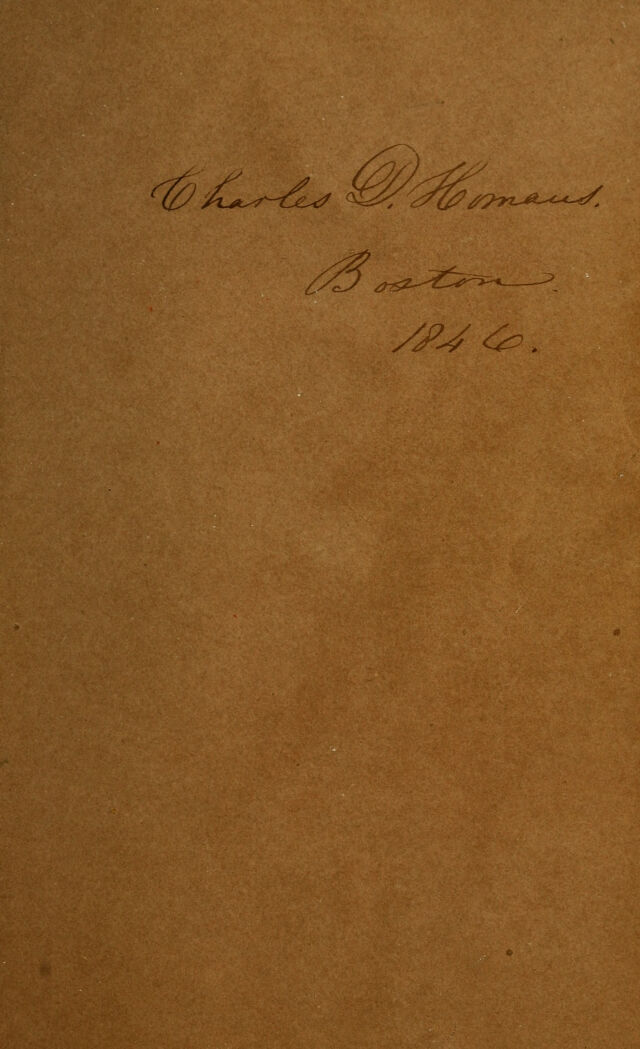 Charles D. Homans.
Boston.
1846.